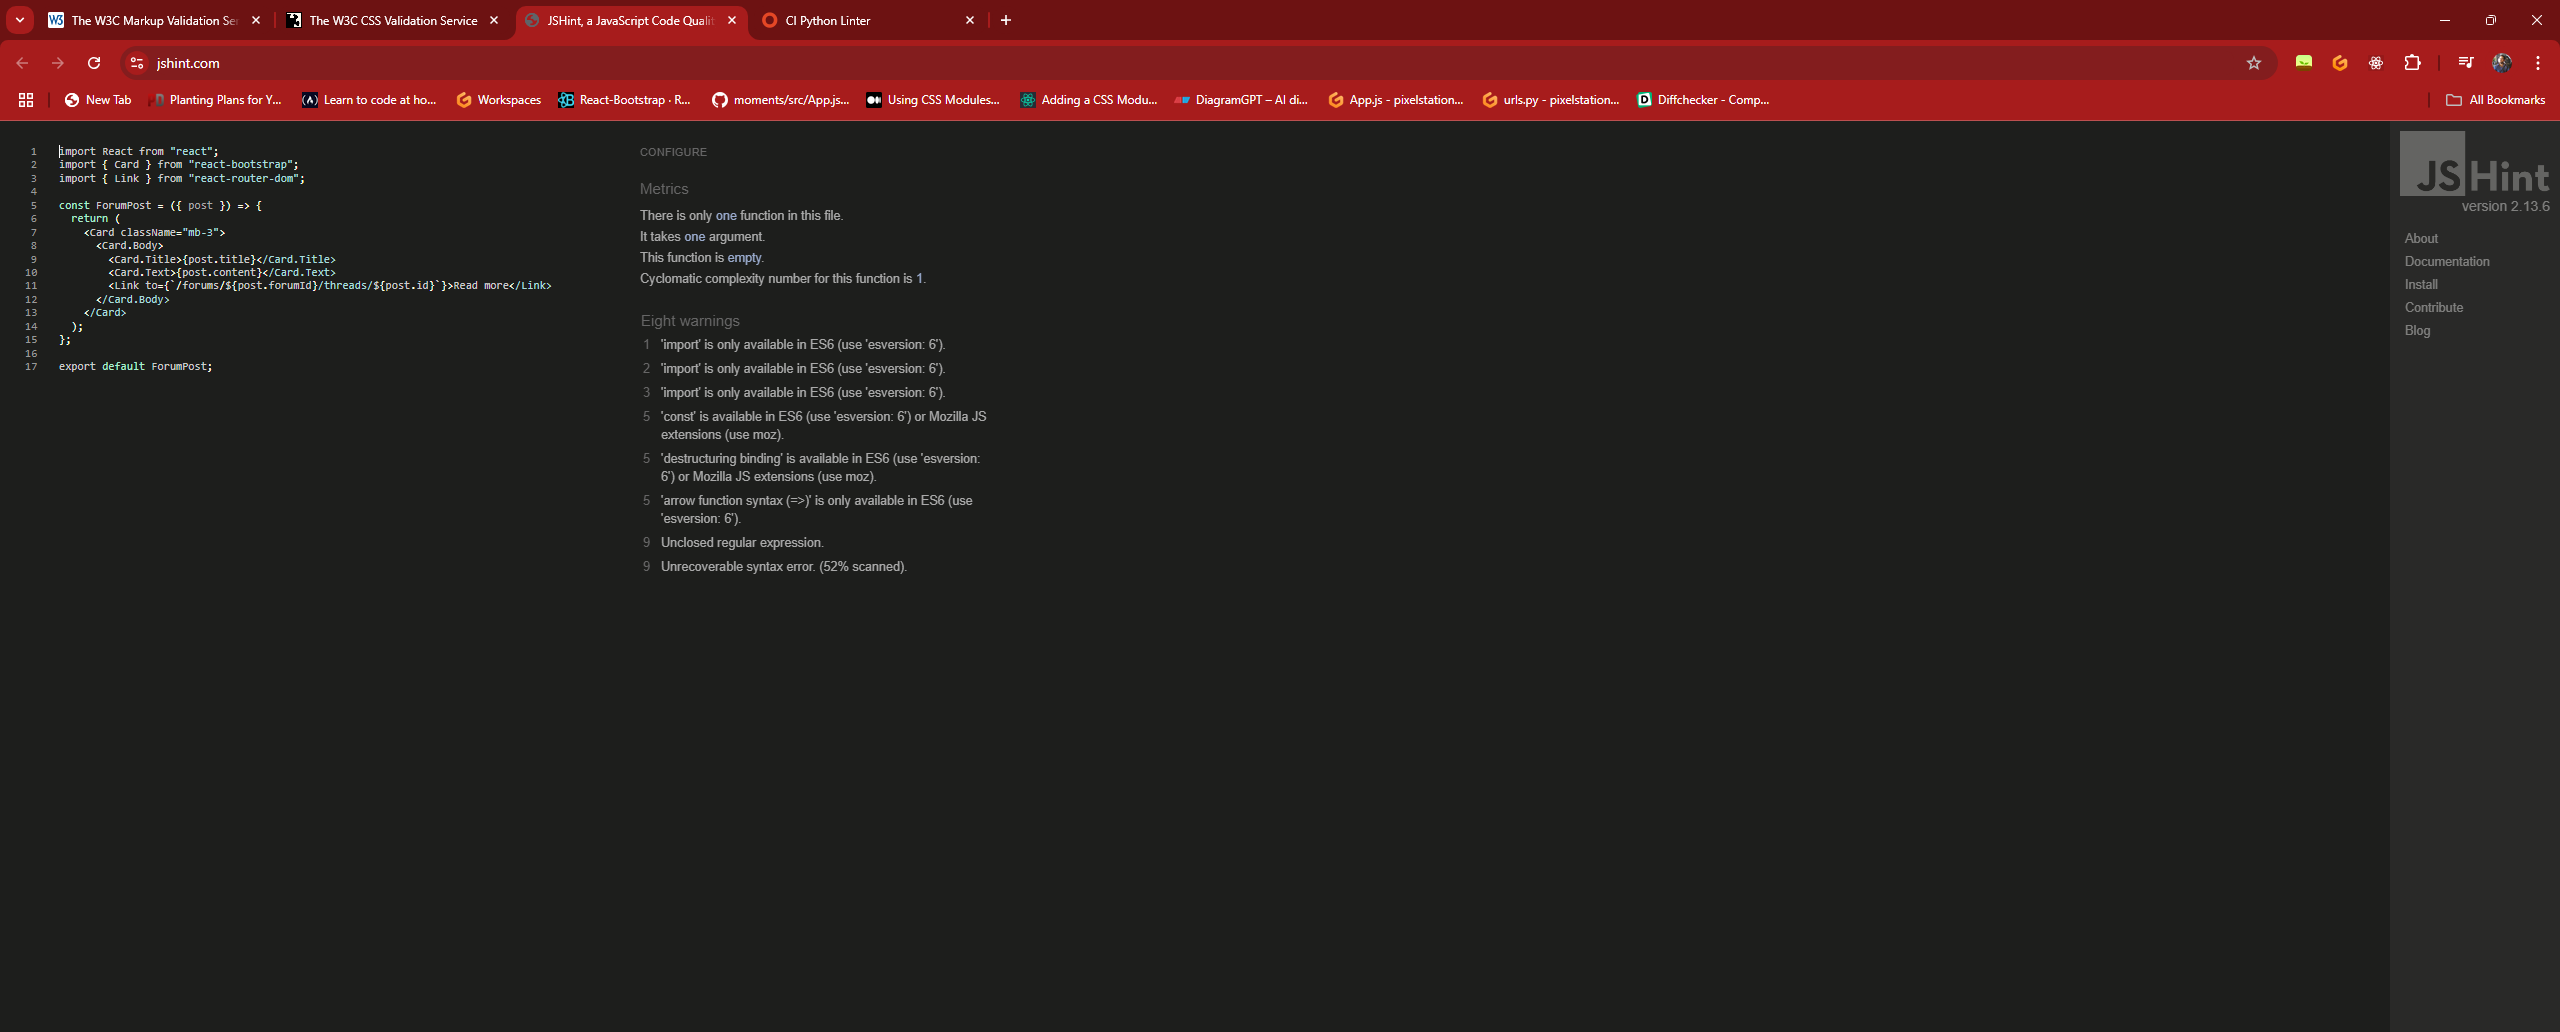 The W3C Markup Validation Se
The W3C CSS Validation Service
JSHint, a JavaScript Code Qualit
CI Python Linter
jshint.com
New Tab
Planting Plans for Y...
Learn to code at ho...
Workspaces
React-Bootstrap · R...
moments/src/App.js...
Using CSS Modules...
Adding a CSS Modu...
DiagramGPT – AI di...
App.js - pixelstation...
urls.py - pixelstation...
Diffchecker - Comp...
All Bookmarks
1 import React from "react";
2 import { Card } from "react-bootstrap";
3 import { Link } from "react-router-dom";
4
5 const ForumPost = ({ post }) => {
6 return (
7 <Card className="mb-3">
8 <Card.Body>
9 <Card.Title>{post.title}</Card.Title>
10 <Card.Text>{post.content}</Card.Text>
11 <Link to={`/forums/${post.forumId}/threads/${post.id}`}>Read more</Link>
12 </Card.Body>
13 </Card>
14 );
15 };
16
17 export default ForumPost;
CONFIGURE
Metrics
There is only one function in this file.
It takes one argument.
This function is empty.
Cyclomatic complexity number for this function is 1.
Eight warnings
1 'import' is only available in ES6 (use 'esversion: 6').
2 'import' is only available in ES6 (use 'esversion: 6').
3 'import' is only available in ES6 (use 'esversion: 6').
5 'const' is available in ES6 (use 'esversion: 6') or Mozilla JS
extensions (use moz).
5 'destructuring binding' is available in ES6 (use 'esversion:
6') or Mozilla JS extensions (use moz).
5 'arrow function syntax (=>)' is only available in ES6 (use
'esversion: 6').
9 Unclosed regular expression.
9 Unrecoverable syntax error. (52% scanned).
JSHint
version 2.13.6
About
Documentation
Install
Contribute
Blog